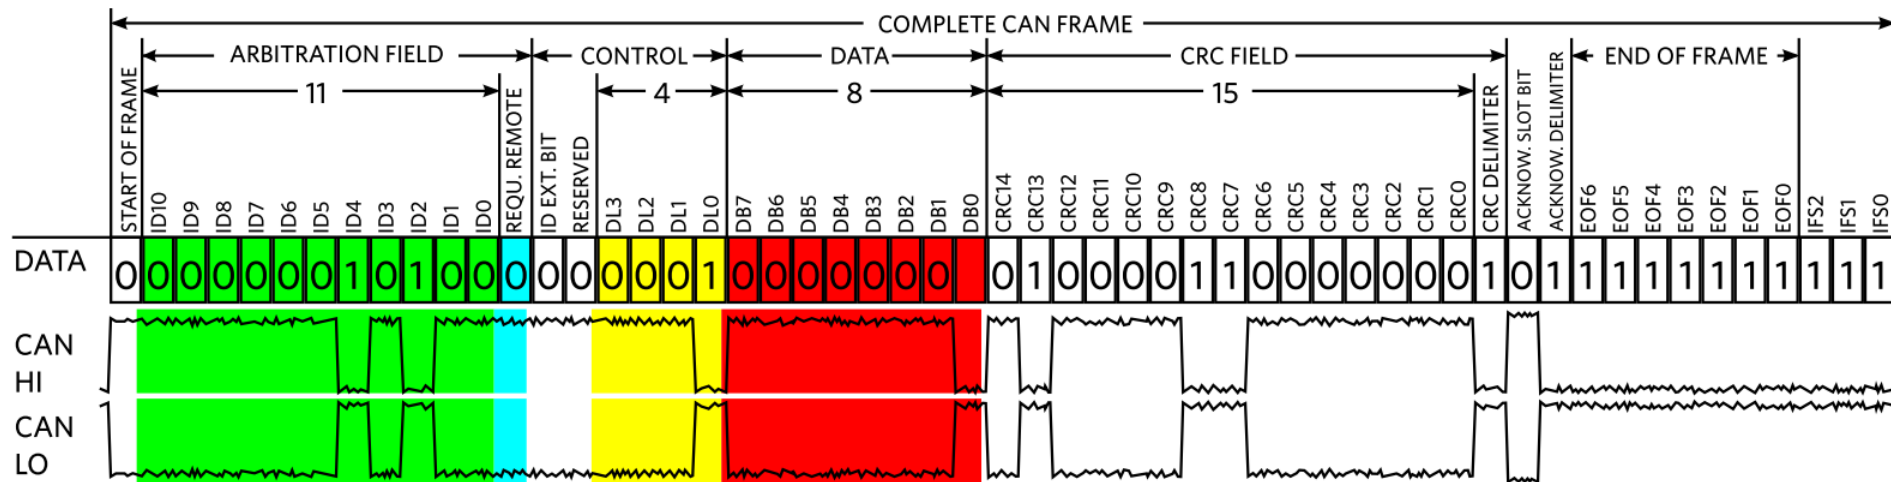 COMPLETE CAN FRAME
ARBITRATION FIELD CONTROL DATA CRC FIELD END OF FRAME
11 4 8 15
START OF FRAME
ID10
ID9
ID8
ID7
ID6
ID5
ID4
ID3
ID2
ID1
ID0
REQU. REMOTE
ID EXT. BIT
RESERVED
DL3
DL2
DL1
DL0
DB7
DB6
DB5
DB4
DB3
DB2
DB1
DB0
CRC14
CRC13
CRC12
CRC11
CRC10
CRC9
CRC8
CRC7
CRC6
CRC5
CRC4
CRC3
CRC2
CRC1
CRC0
CRC DELIMITER
ACKNOW. SLOT BIT
ACKNOW. DELIMITER
EOF6
EOF5
EOF4
EOF3
EOF2
EOF1
EOF0
IFS2
IFS1
IFS0
DATA 0 0 0 0 0 0 0 1 0 1 0 0 0 0 0 0 0 0 1 0 0 0 0 0 0 0 0 1 0 0 0 0 1 1 0 0 0 0 0 0 0 1 0 1 1 1 1 1 1 1 1 1 1 1
CAN
HI
CAN
LO